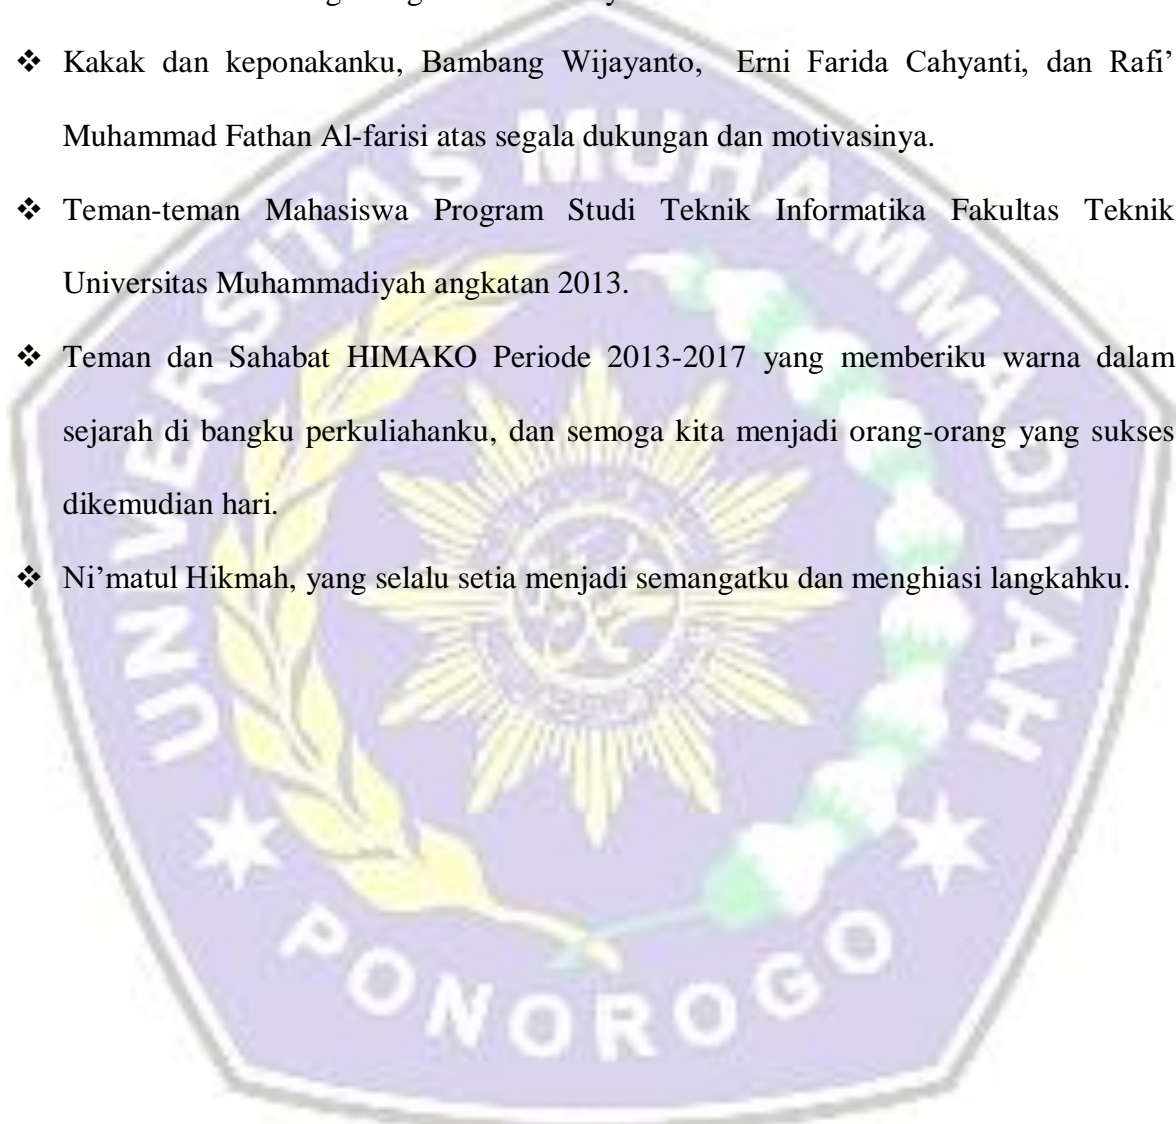 ❖ Kakak dan keponakanku, Bambang Wijayanto, Erni Farida Cahyanti, dan Rafi’
Muhammad Fathan Al-farisi atas segala dukungan dan motivasinya.
❖ Teman-teman Mahasiswa Program Studi Teknik Informatika Fakultas Teknik
Universitas Muhammadiyah angkatan 2013.
❖ Teman dan Sahabat HIMAKO Periode 2013-2017 yang memberiku warna dalam
sejarah di bangku perkuliahanku, dan semoga kita menjadi orang-orang yang sukses
dikemudian hari.
❖ Ni’matul Hikmah, yang selalu setia menjadi semangatku dan menghiasi langkahku.
UNIVERSITAS MUHAMMADIYAH
PONOROGO